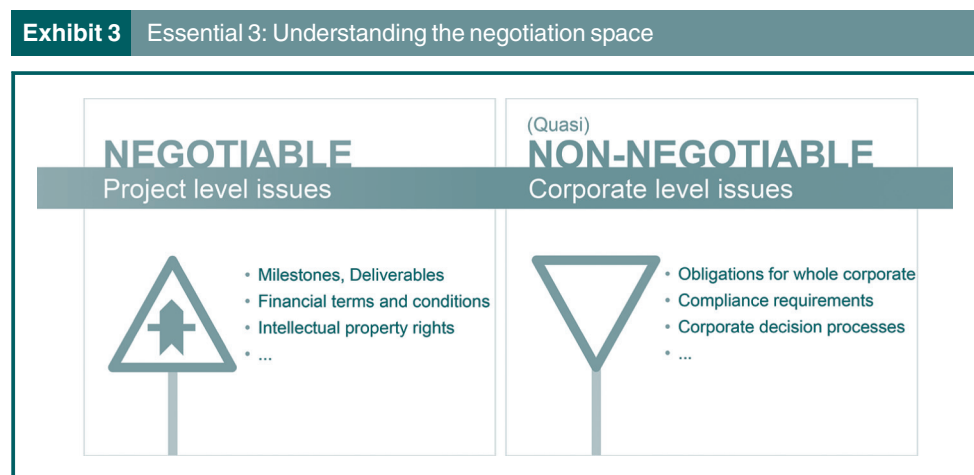 Exhibit 3 Essential 3: Understanding the negotiation space
NEGOTIABLE
Project level issues
• Milestones, Deliverables
• Financial terms and conditions
• Intellectual property rights
• ...
(Quasi)
NON-NEGOTIABLE
Corporate level issues
• Obligations for whole corporate
• Compliance requirements
• Corporate decision processes
• ...